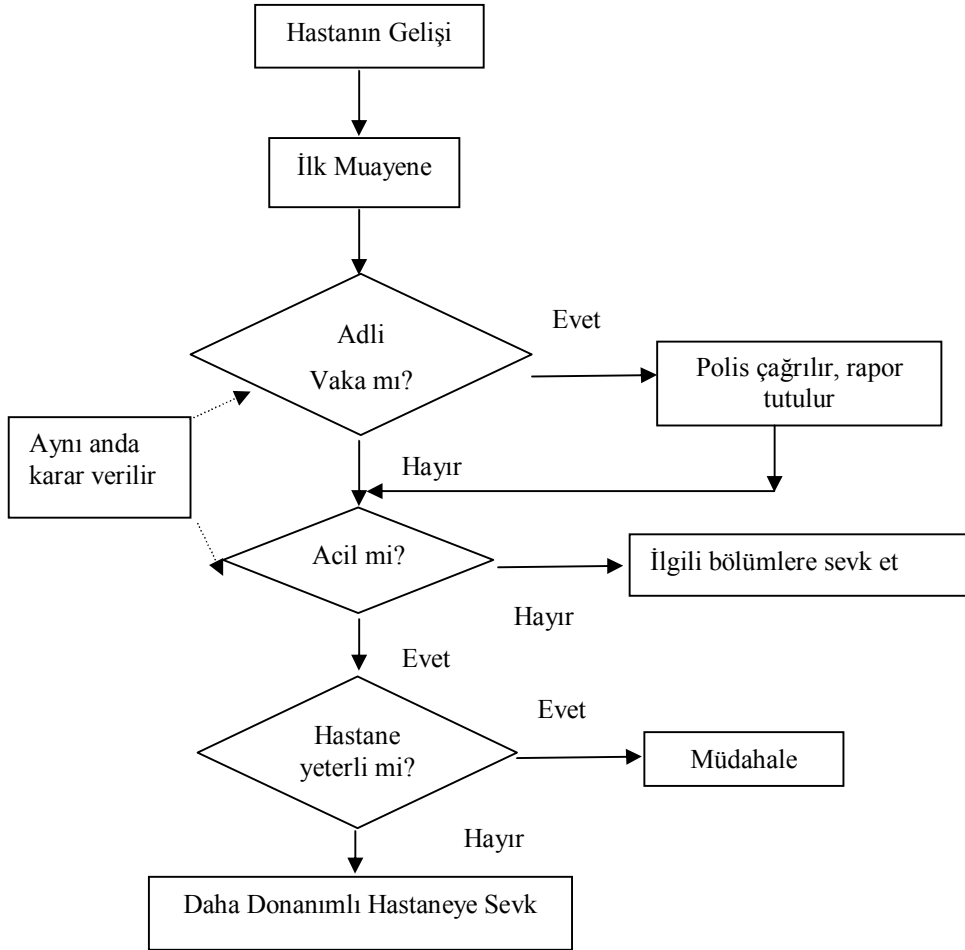 Hastanın Gelişi
İlk Muayene
Adli
Vaka mı?
Evet
Polis çağrılır, rapor
tutulur
Aynı anda
karar verilir
Hayır
Acil mi?
İlgili bölümlere sevk et
Hayır
Evet
Hastane
yeterli mi?
Evet
Müdahale
Hayır
Daha Donanımlı Hastaneye Sevk